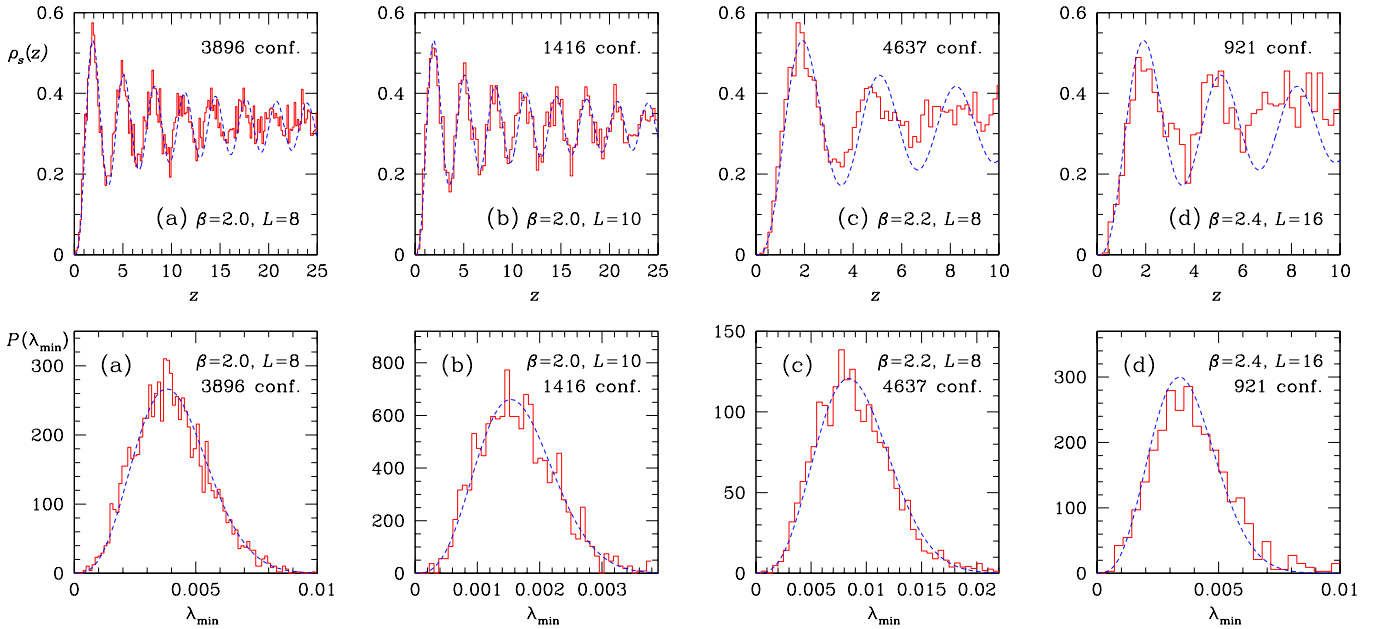 0.6 0.6 0.6 0.6
ρs(z) 3896 conf. 1416 conf. 4637 conf. 921 conf.
0.4 0.4 0.4 0.4
0.2 0.2 0.2 0.2
(a) β=2.0, L=8 (b) β=2.0, L=10 (c) β=2.2, L=8 (d) β=2.4, L=16
0 0 0 0
0 5 10 15 20 25 0 5 10 15 20 25 0 2 4 6 8 10 0 2 4 6 8 10
z z z z
P(λmin) 150
(a) β=2.0, L=8 (b) β=2.0, L=10 (c) β=2.2, L=8 (d) β=2.4, L=16
300 3896 conf. 800 1416 conf. 4637 conf. 300 921 conf.
600 100
200 400 200
100 200 50 100
0 0 0 0
0 0.005 0.01 0 0.001 0.002 0.003 0 0.005 0.01 0.015 0.02 0 0.005 0.01
λmin λmin λmin λmin